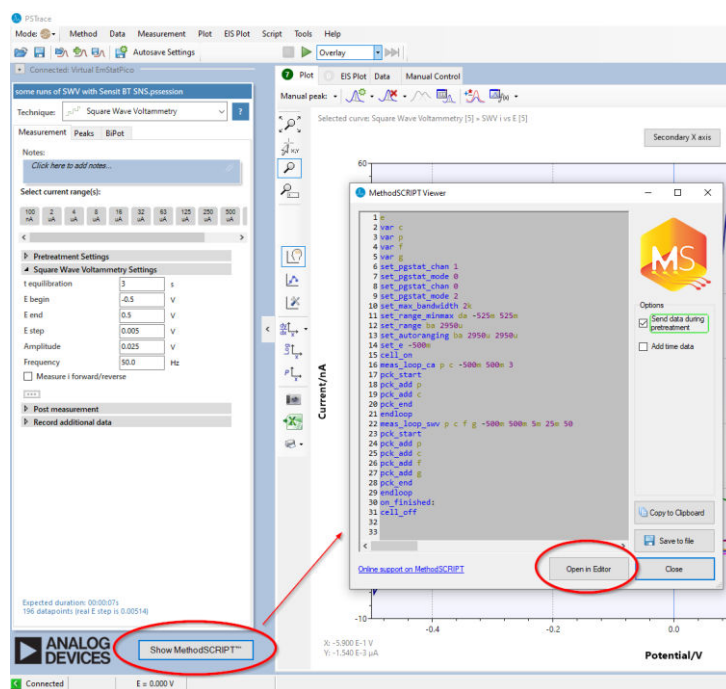 PSTrace
Mode: Method Data Measurement Plot EIS Plot Script Tools Help
Autosave Settings
Overlay
Connected: Virtual EmStatPico
some runs of SWV with Sensit BT SNS.pssession
Technique: Square Wave Voltammetry ?
Measurement Peaks BiPot
Notes:
Click here to add notes...
Select current range(s):
100 nA 2 uA 4 uA 8 uA 16 uA 32 uA 63 uA 125 uA 250 uA 500 uA
Pretreatment Settings
Square Wave Voltammetry Settings
t equilibration 3 s
E begin -0.5 V
E end 0.5 V
E step 0.005 V
Amplitude 0.025 V
Frequency 50.0 Hz
Measure i forward/reverse
Post measurement
Record additional data
Expected duration: 00:00:07s
196 datapoints (real E step is 0.00514)
ANALOG
DEVICES
Show MethodSCRIPT™
Connected E = 0.000 V
7 Plot EIS Plot Data Manual Control
Manual peak:
Selected curve: Square Wave Voltammetry [5] » SWV i vs E [5]
Secondary X axis
60
Current/nA
-10
-0.4 -0.2 0.0
X: -5.900 E-1 V
Y: -1.540 E-3 µA
Potential/V
MethodSCRIPT Viewer
1 e
2 var c
3 var p
4 var f
5 var g
6 set_pgstat_chan 1
7 set_pgstat_mode 0
8 set_pgstat_chan 0
9 set_pgstat_mode 2
10 set_max_bandwidth 2k
11 set_range_minmax da -525m 525m
12 set_range ba 2950u
13 set_autoranging ba 2950u 2950u
14 set_e -500m
15 cell_on
16 meas_loop_ca p c -500m 500m 3
17 pck_start
18 pck_add p
19 pck_add c
20 pck_end
21 endloop
22 meas_loop_swv p c f g -500m 500m 5m 25m 50
23 pck_start
24 pck_add p
25 pck_add c
26 pck_add f
27 pck_add g
28 pck_end
29 endloop
30 on_finished:
31 cell_off
32
33
MS
Options
Send data during pretreatment
Add time data
Copy to Clipboard
Save to file
Online support on MethodSCRIPT
Open in Editor
Close